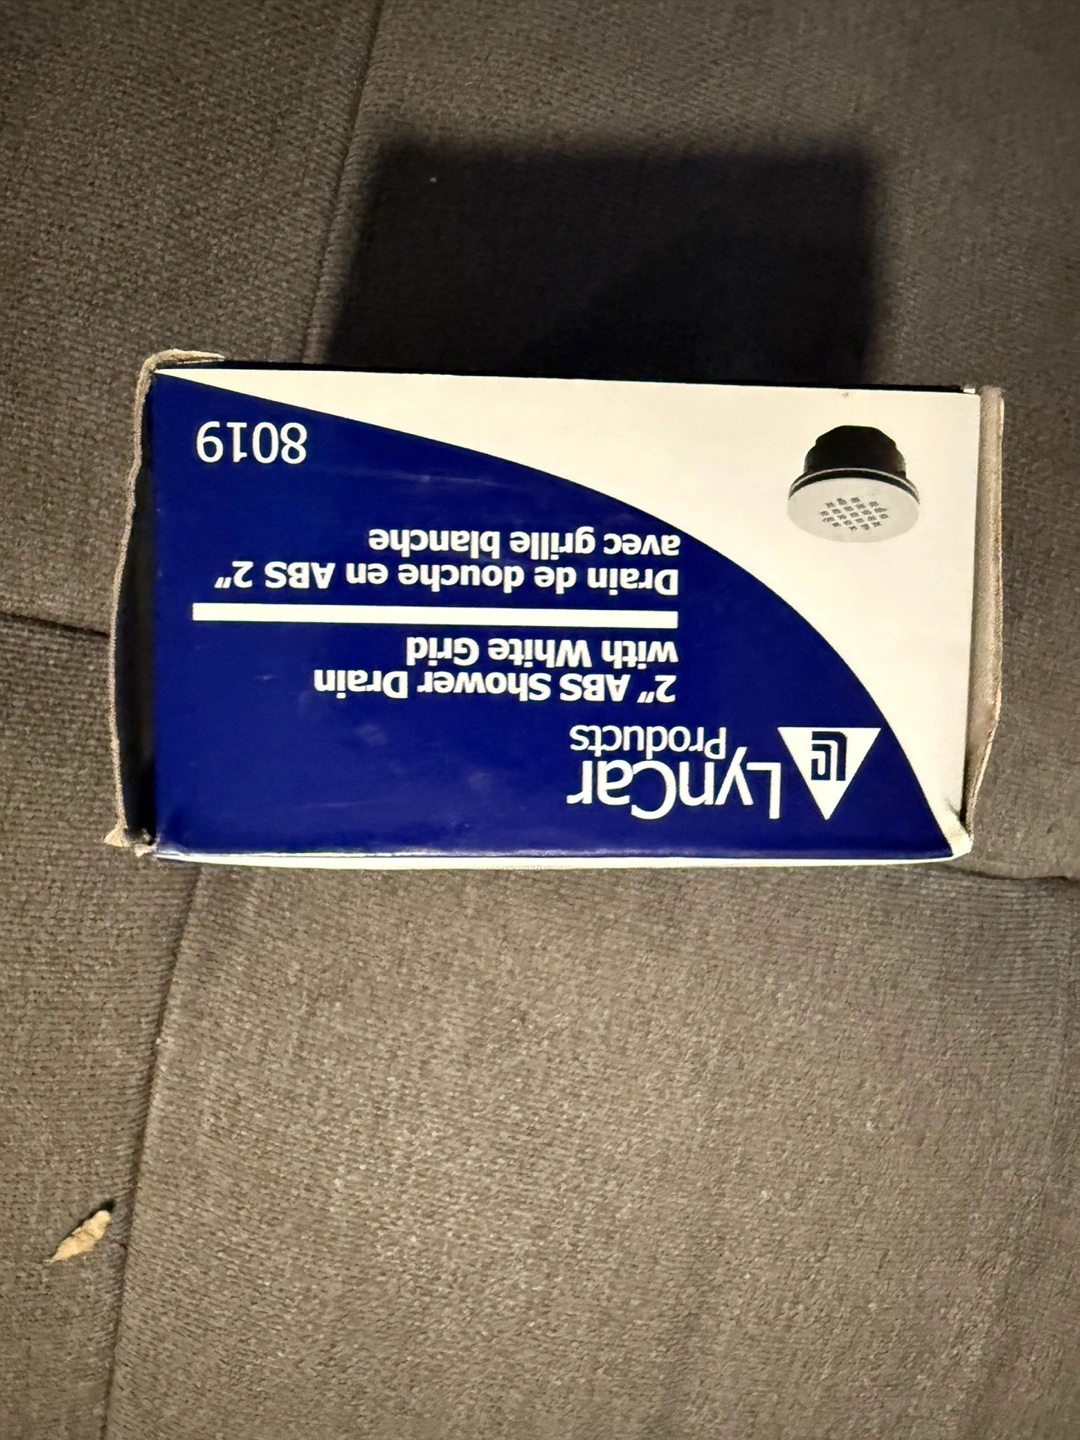 LC
LynCar
Products
2" ABS Shower Drain
with White Grid
Drain de douche en ABS 2"
avec grille blanche
8019